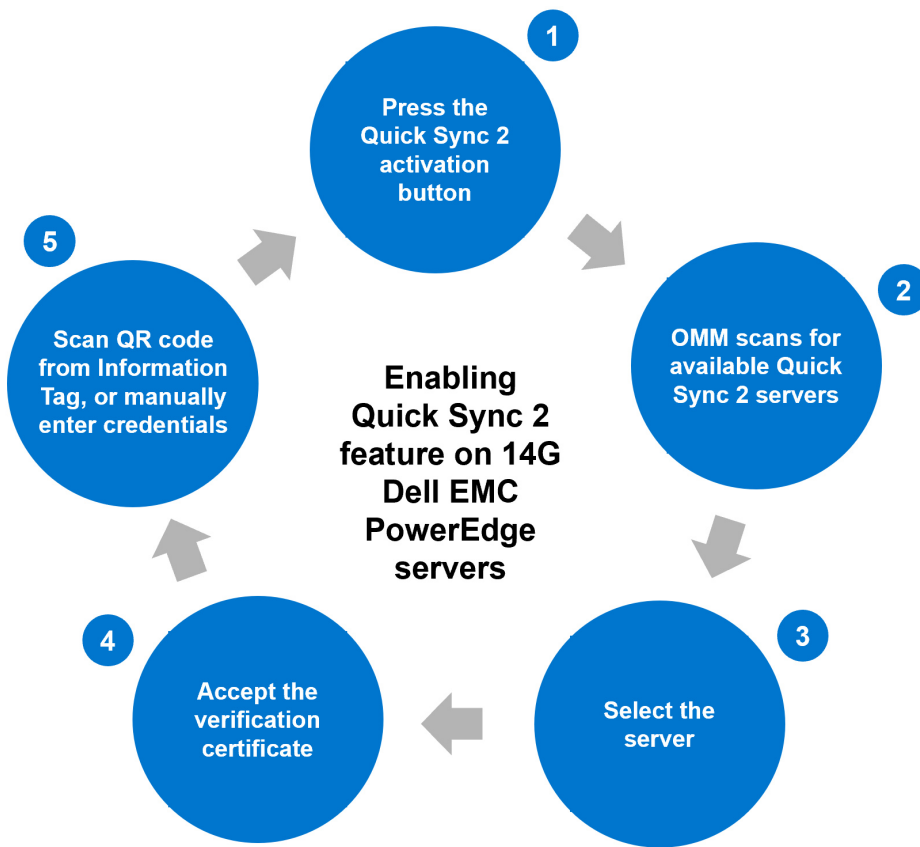 1
Press the
Quick Sync 2
activation
button
2
OMM scans for
available Quick
Sync 2 servers
3
Select the
server
4
Accept the
verification
certificate
5
Scan QR code
from Information
Tag, or manually
enter credentials
Enabling
Quick Sync 2
feature on 14G
Dell EMC
PowerEdge
servers